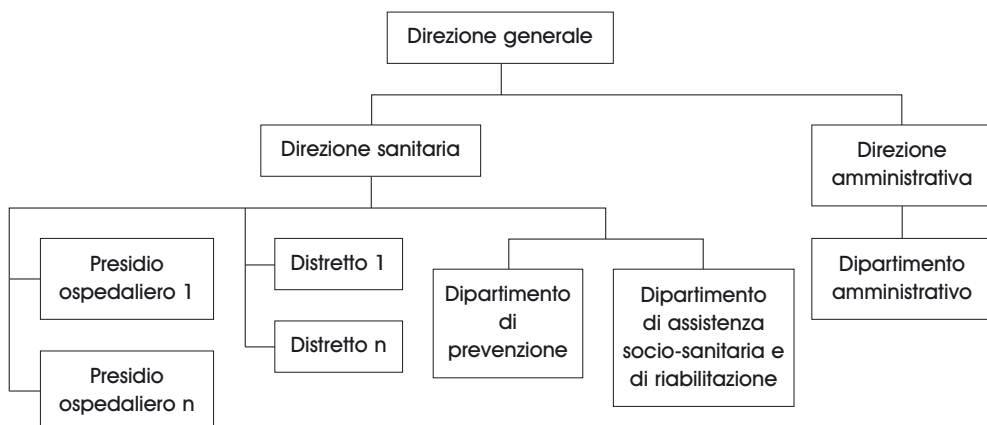 Direzione generale
Direzione sanitaria
Direzione
amministrativa
Presidio
ospedaliero 1
Distretto 1
Dipartimento
di
prevenzione
Dipartimento
di assistenza
socio-sanitaria e
di riabilitazione
Dipartimento
amministrativo
Distretto n
Presidio
ospedaliero n